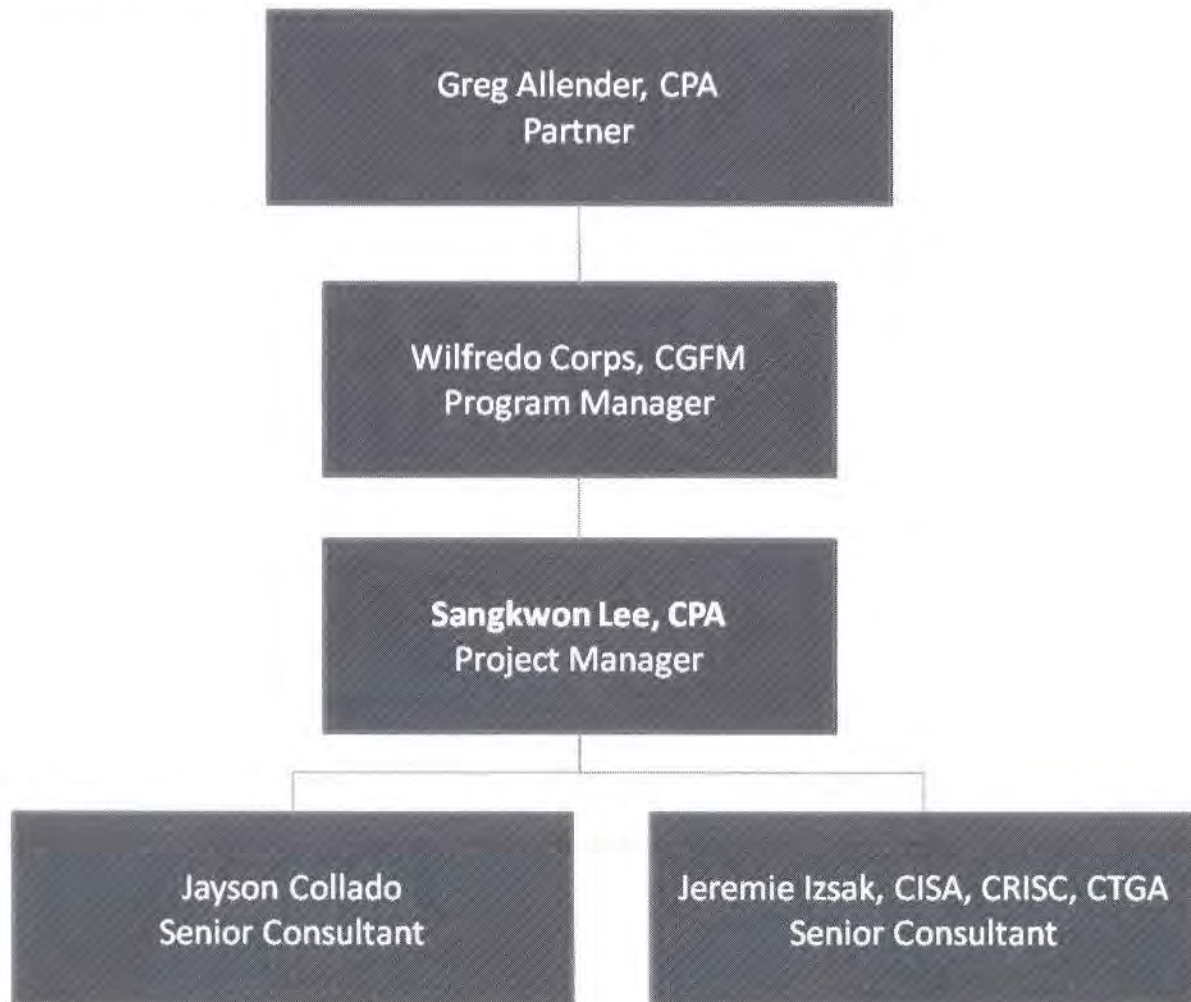 Greg Allender, CPA
Partner
Wilfredo Corps, CGFM
Program Manager
Sangkwon Lee, CPA
Project Manager
Jayson Collado
Senior Consultant
Jeremie Izsak, CISA, CRISC, CTGA
Senior Consultant